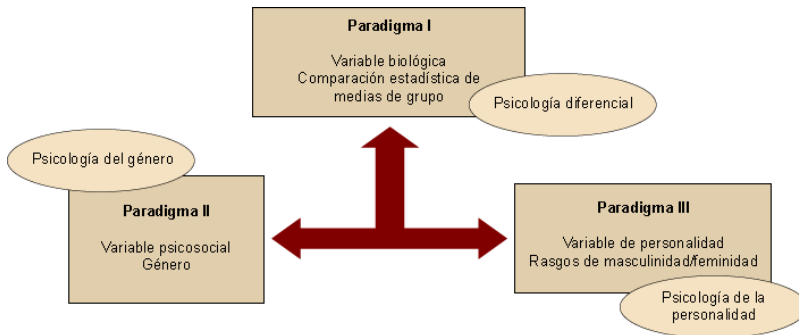 Paradigma I
Variable biológica
Comparación estadística de
medias de grupo
Psicología diferencial
Psicología del género
Paradigma II
Variable psicosocial
Género
Paradigma III
Variable de personalidad
Rasgos de masculinidad/feminidad
Psicología de la
personalidad